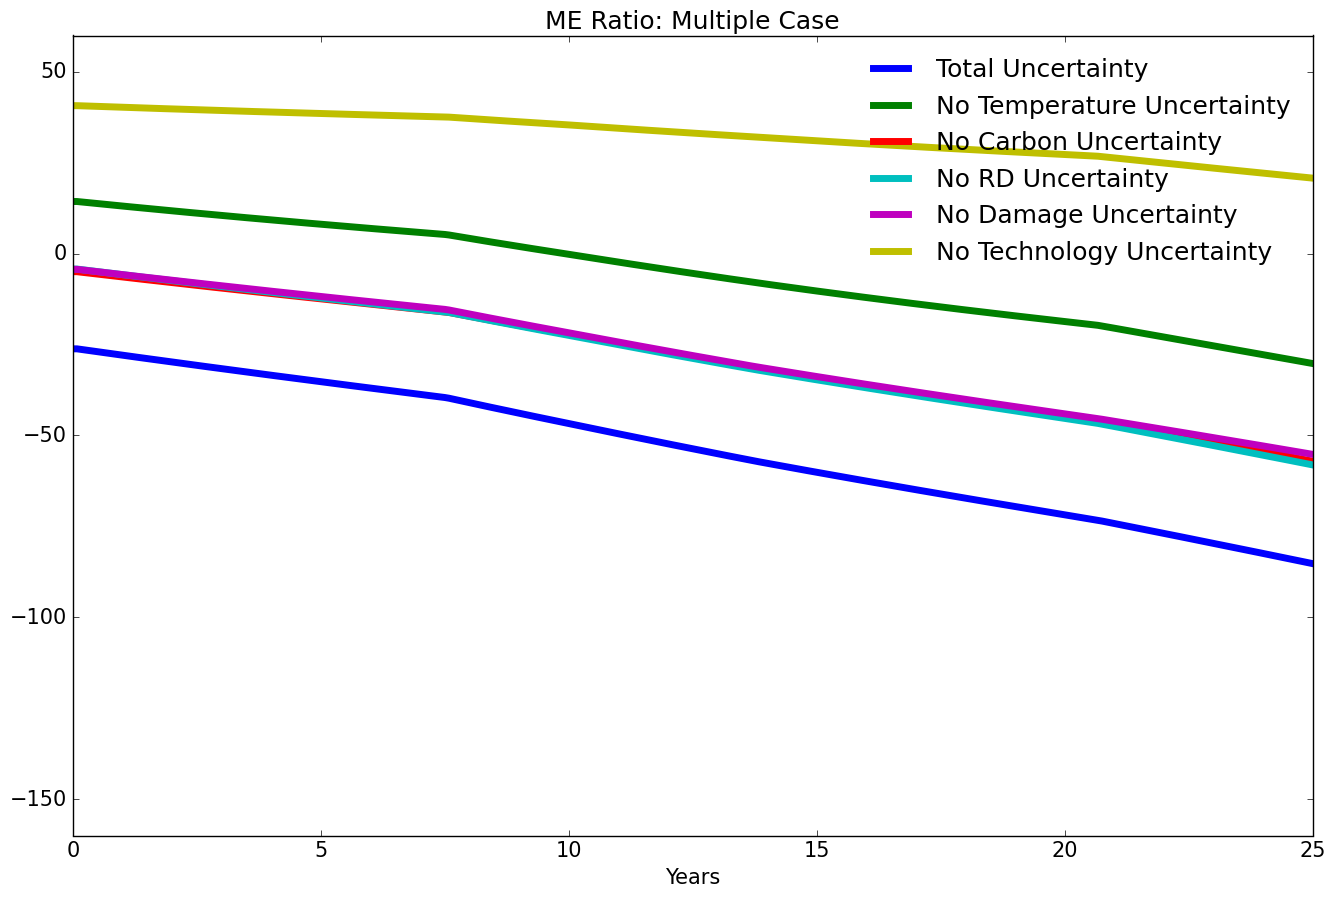 ME Ratio: Multiple Case
50
0
−50
−100
−150
Total Uncertainty
No Temperature Uncertainty
No Carbon Uncertainty
No RD Uncertainty
No Damage Uncertainty
No Technology Uncertainty
0 5 10 15 20 25
Years